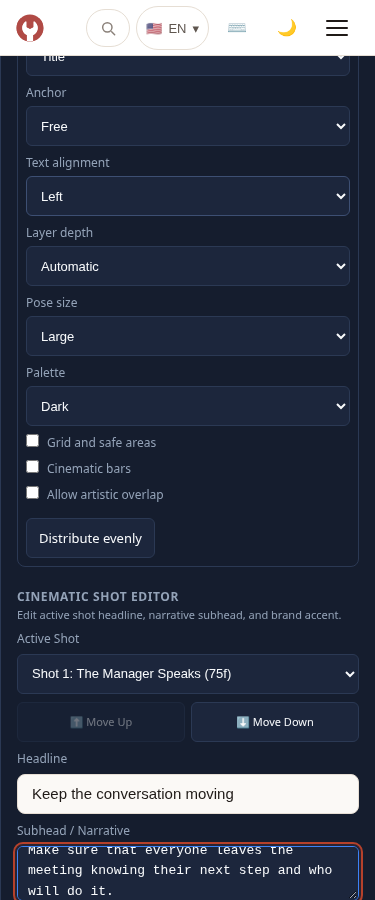 EN ▾
Title
Anchor
Free
Text alignment
Left
Layer depth
Automatic
Pose size
Large
Palette
Dark
Grid and safe areas
Cinematic bars
Allow artistic overlap
Distribute evenly
CINEMATIC SHOT EDITOR
Edit active shot headline, narrative subhead, and brand accent.
Active Shot
Shot 1: The Manager Speaks (75f)
⬆️ Move Up
⬇️ Move Down
Headline
Keep the conversation moving
Subhead / Narrative
Make sure that everyone leaves the
meeting knowing their next step and who
will do it.